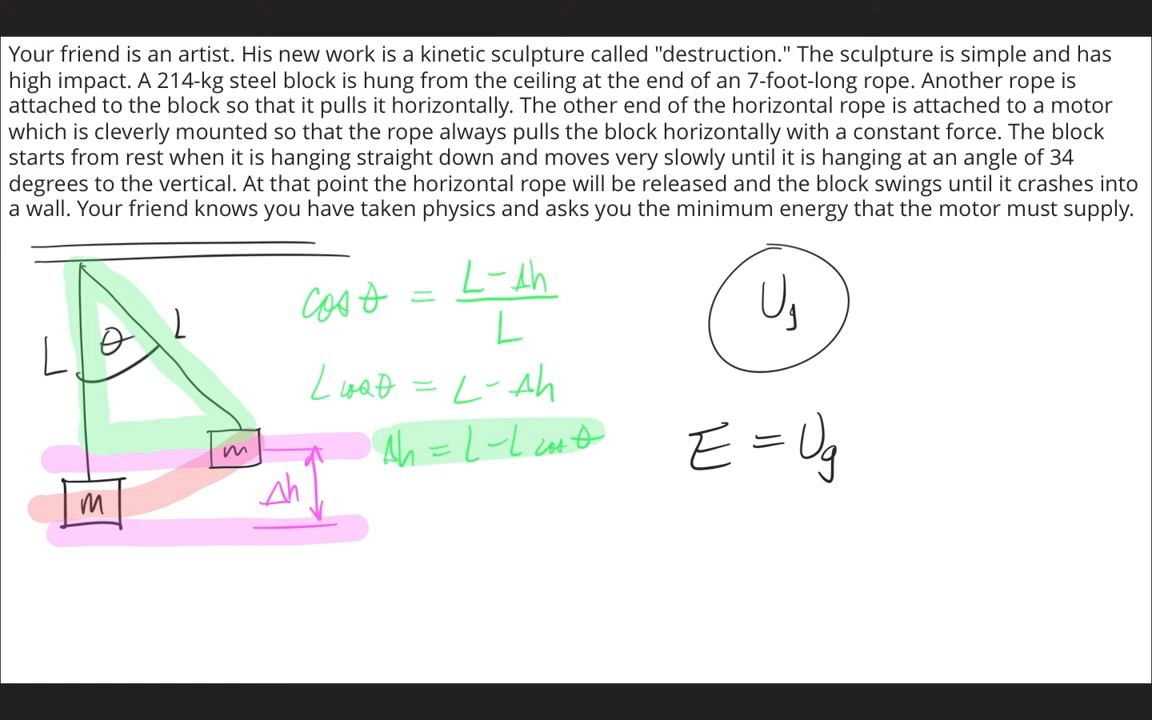 Your friend is an artist. His new work is a kinetic sculpture called "destruction." The sculpture is simple and has
high impact. A 214-kg steel block is hung from the ceiling at the end of an 7-foot-long rope. Another rope is
attached to the block so that it pulls it horizontally. The other end of the horizontal rope is attached to a motor
which is cleverly mounted so that the rope always pulls the block horizontally with a constant force. The block
starts from rest when it is hanging straight down and moves very slowly until it is hanging at an angle of 34
degrees to the vertical. At that point the horizontal rope will be released and the block swings until it crashes into
a wall. Your friend knows you have taken physics and asks you the minimum energy that the motor must supply.
L
θ
L
m
m
Δh
cos θ = (L - Δh) / L
L cos θ = L - Δh
Δh = L - L cos θ
Ug
E = Ug